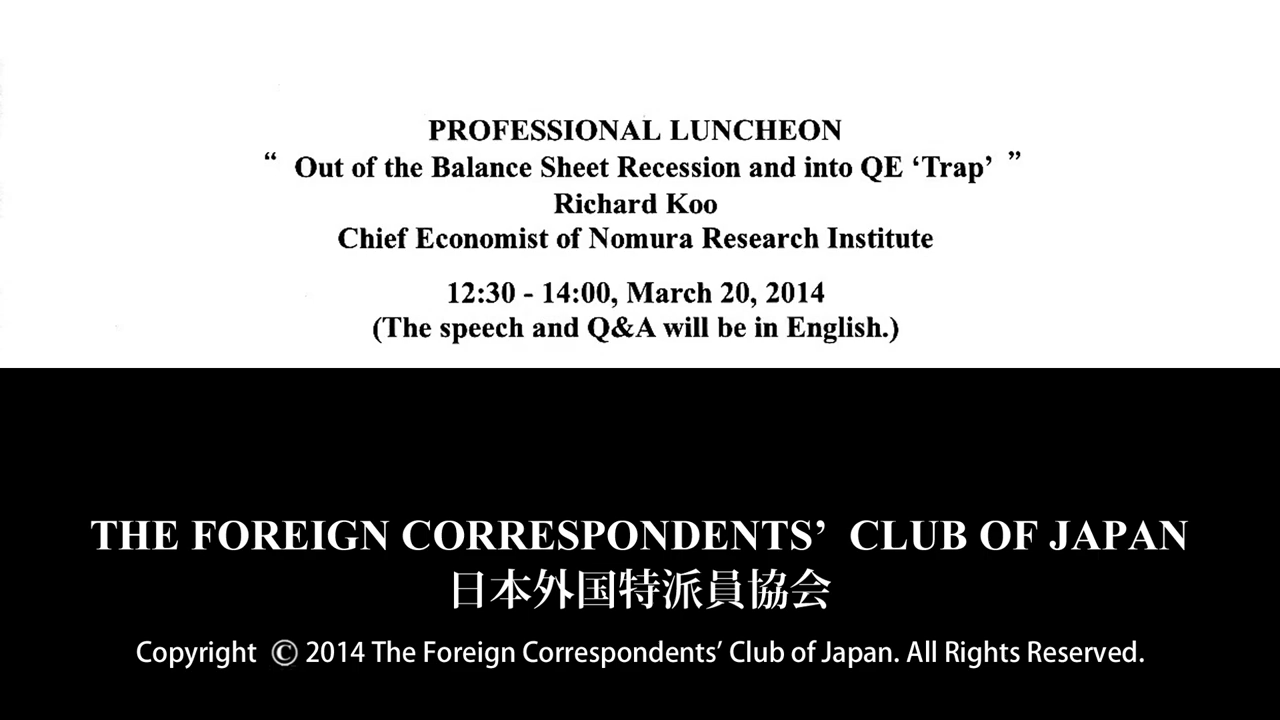 PROFESSIONAL LUNCHEON
“ Out of the Balance Sheet Recession and into QE ‘Trap’ ”
Richard Koo
Chief Economist of Nomura Research Institute
12:30 - 14:00, March 20, 2014
(The speech and Q&A will be in English.)
THE FOREIGN CORRESPONDENTS’ CLUB OF JAPAN
日本外国特派員協会
Copyright © 2014 The Foreign Correspondents’ Club of Japan. All Rights Reserved.